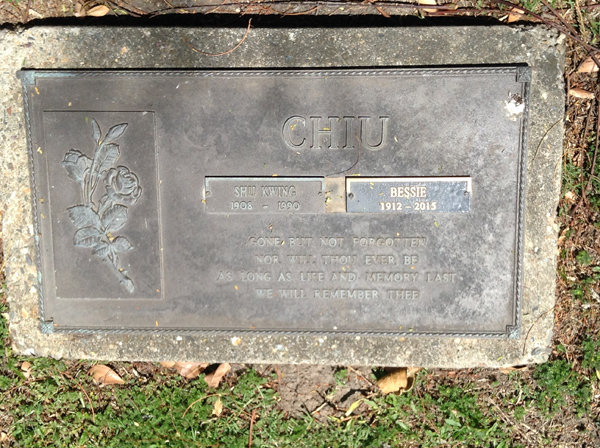 CHIU
SHU KWING
1908 - 1990
BESSIE
1912 - 2015
GONE BUT NOT FORGOTTEN
NOR WILL THOU EVER BE
AS LONG AS LIFE AND MEMORY LAST
WE WILL REMEMBER THEE